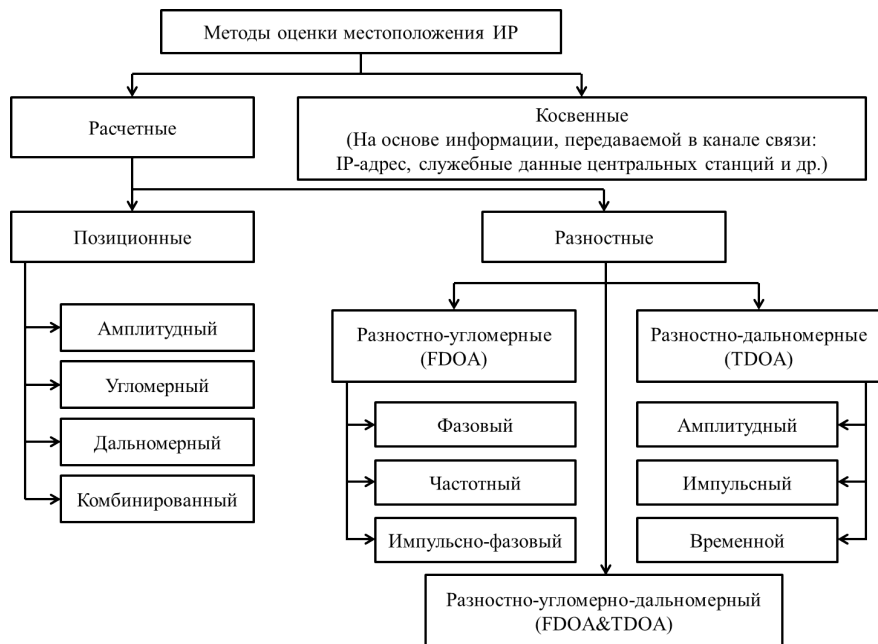 Методы оценки местоположения ИР
Расчетные
Косвенные
(На основе информации, передаваемой в канале связи:
IP-адрес, служебные данные центральных станций и др.)
Позиционные
Разностные
Амплитудный
Угломерный
Дальномерный
Комбинированный
Разностно-угломерные
(FDOA)
Фазовый
Частотный
Импульсно-фазовый
Разностно-дальномерные
(TDOA)
Амплитудный
Импульсный
Временной
Разностно-угломерно-дальномерный
(FDOA&TDOA)